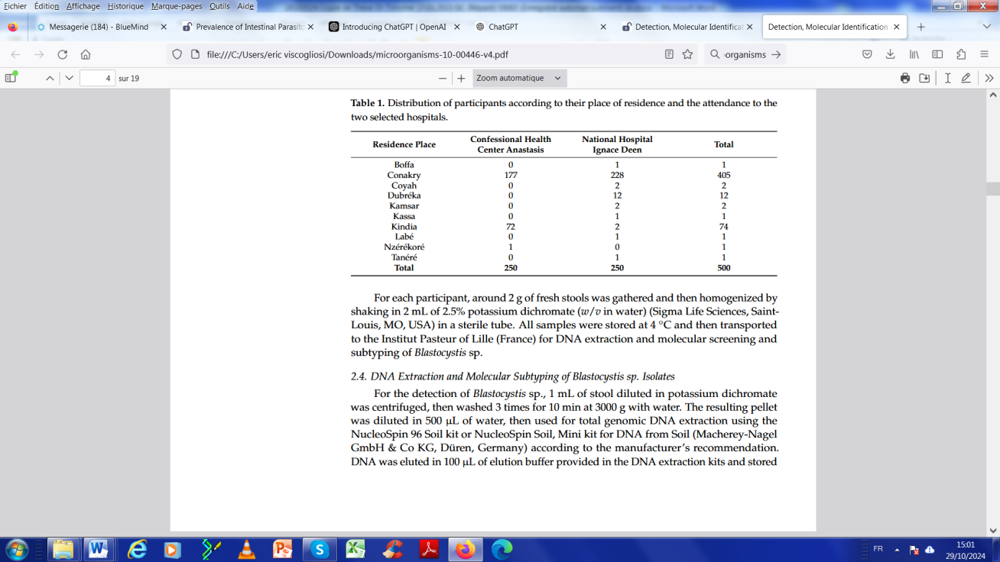 Fichier Édition Affichage Historique Marque-pages Outils Aide
Messagerie (184) - BlueMind
Prevalence of Intestinal Parasito
Introducing ChatGPT | OpenAI
ChatGPT
Detection, Molecular Identificat
Detection, Molecular Identification
file:///C:/Users/eric viscogliosi/Downloads/microorganisms-10-00446-v4.pdf
organisms
4 sur 19
Zoom automatique
Table 1. Distribution of participants according to their place of residence and the attendance to the
two selected hospitals.
Residence Place Confessional Health Center Anastasis National Hospital Ignace Deen Total
Boffa 0 1 1
Conakry 177 228 405
Coyah 0 2 2
Dubréka 0 12 12
Kamsar 0 2 2
Kassa 0 1 1
Kindia 72 2 74
Labé 0 1 1
Nzérékoré 1 0 1
Tanéré 0 1 1
Total 250 250 500
For each participant, around 2 g of fresh stools was gathered and then homogenized by
shaking in 2 mL of 2.5% potassium dichromate (w/v in water) (Sigma Life Sciences, Saint-
Louis, MO, USA) in a sterile tube. All samples were stored at 4 °C and then transported
to the Institut Pasteur of Lille (France) for DNA extraction and molecular screening and
subtyping of Blastocystis sp.
2.4. DNA Extraction and Molecular Subtyping of Blastocystis sp. Isolates
For the detection of Blastocystis sp., 1 mL of stool diluted in potassium dichromate
was centrifuged, then washed 3 times for 10 min at 3000 g with water. The resulting pellet
was diluted in 500 μL of water, then used for total genomic DNA extraction using the
NucleoSpin 96 Soil kit or NucleoSpin Soil, Mini kit for DNA from Soil (Macherey-Nagel
GmbH & Co KG, Düren, Germany) according to the manufacturer's recommendation.
DNA was eluted in 100 μL of elution buffer provided in the DNA extraction kits and stored
FR
15:01
29/10/2024